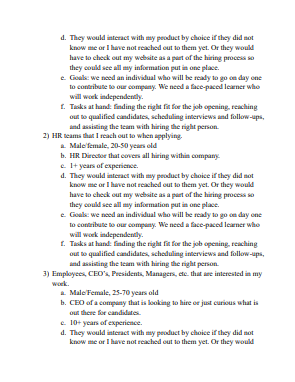 d. They would interact with my product by choice if they did not
know me or I have not reached out to them yet. Or they would
have to check out my website as a part of the hiring process so
they could see all my information put in one place.
e. Goals: we need an individual who will be ready to go on day one
to contribute to our company. We need a face-paced learner who
will work independently.
f. Tasks at hand: finding the right fit for the job opening, reaching
out to qualified candidates, scheduling interviews and follow-ups,
and assisting the team with hiring the right person.
2) HR teams that I reach out to when applying.
a. Male/female, 20-50 years old
b. HR Director that covers all hiring within company.
c. 1+ years of experience.
d. They would interact with my product by choice if they did not
know me or I have not reached out to them yet. Or they would
have to check out my website as a part of the hiring process so
they could see all my information put in one place.
e. Goals: we need an individual who will be ready to go on day one
to contribute to our company. We need a face-paced learner who
will work independently.
f. Tasks at hand: finding the right fit for the job opening, reaching
out to qualified candidates, scheduling interviews and follow-ups,
and assisting the team with hiring the right person.
3) Employees, CEO's, Presidents, Managers, etc. that are interested in my
work.
a. Male/Female, 25-70 years old
b. CEO of a company that is looking to hire or just curious what is
out there for candidates.
c. 10+ years of experience.
d. They would interact with my product by choice if they did not
know me or I have not reached out to them yet. Or they would